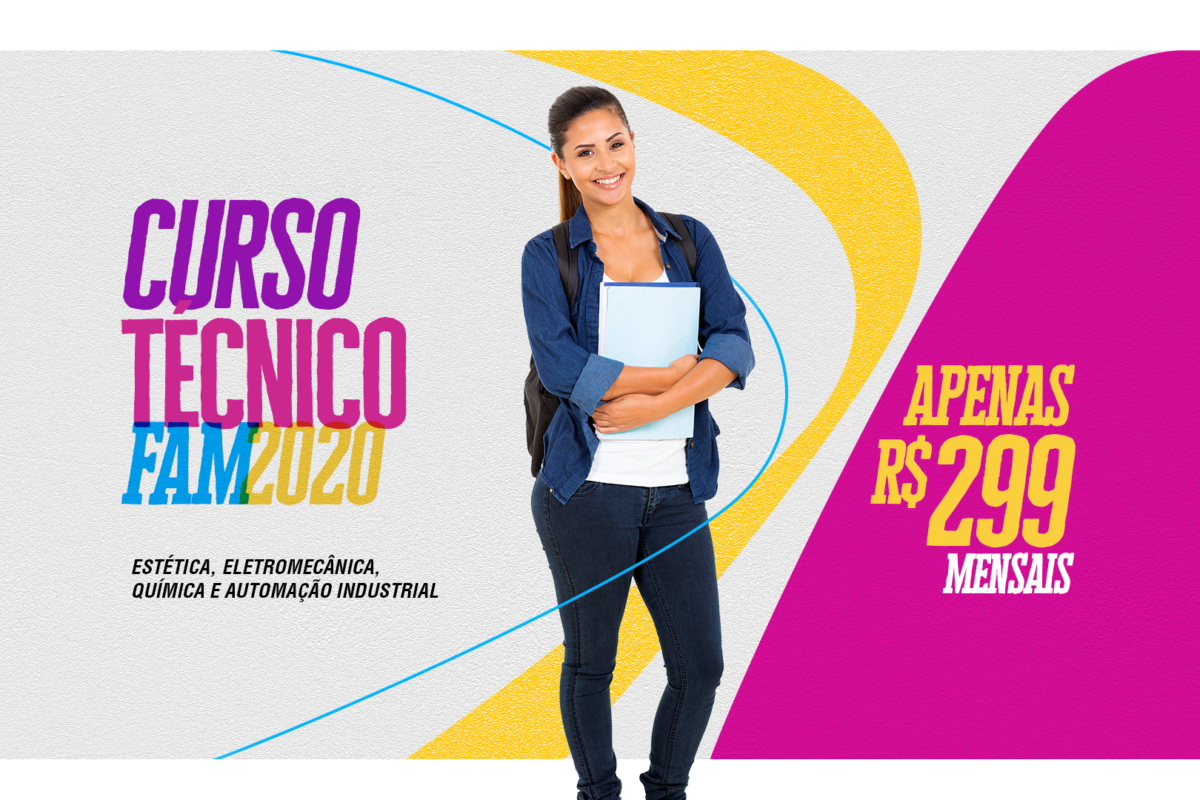 CURSO
TÉCNICO
FAM2020
ESTÉTICA, ELETROMECÂNICA,
QUÍMICA E AUTOMAÇÃO INDUSTRIAL
APENAS
R$299
MENSAIS